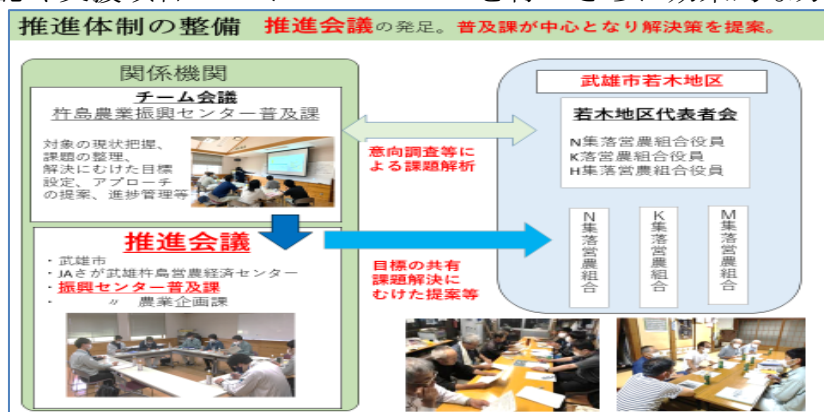 推進体制の整備　推進会議の発足。普及課が中心となり解決策を提案。
関係機関
チーム会議
杵島農業振興センター普及課
対象の現状把握、
課題の整理、
解決にむけた目標
設定、アプローチ
の提案、進捗管理等
推進会議
・武雄市
・JAさが武雄杵島営農経済センター
・振興センター普及課
・　　〃　農業企画課
意向調査等に
よる課題解析
目標の共有
課題解決に
むけた提案等
武雄市若木地区
若木地区代表者会
N集落営農組合役員
K落営農組合役員
H集落営農組合役員
N集落営農組合
K集落営農組合
M集落営農組合